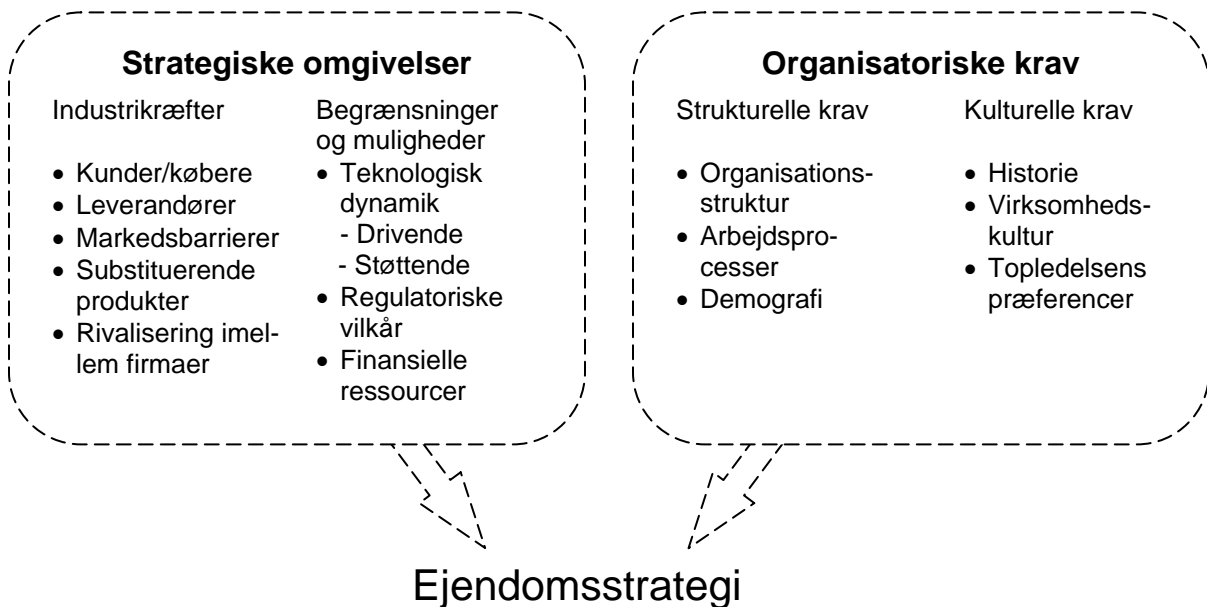 Strategiske omgivelser
Industrikræfter
• Kunder/købere
• Leverandører
• Markedsbarrierer
• Substituerende
produkter
• Rivalisering imel-
lem firmaer
Begrænsninger
og muligheder
• Teknologisk
dynamik
- Drivende
- Støttende
• Regulatoriske
vilkår
• Finansielle
ressourcer
Organisatoriske krav
Strukturelle krav
• Organisations-
struktur
• Arbejdspro-
cesser
• Demografi
Kulturelle krav
• Historie
• Virksomheds-
kultur
• Topledelsens
præferencer
Ejendomsstrategi